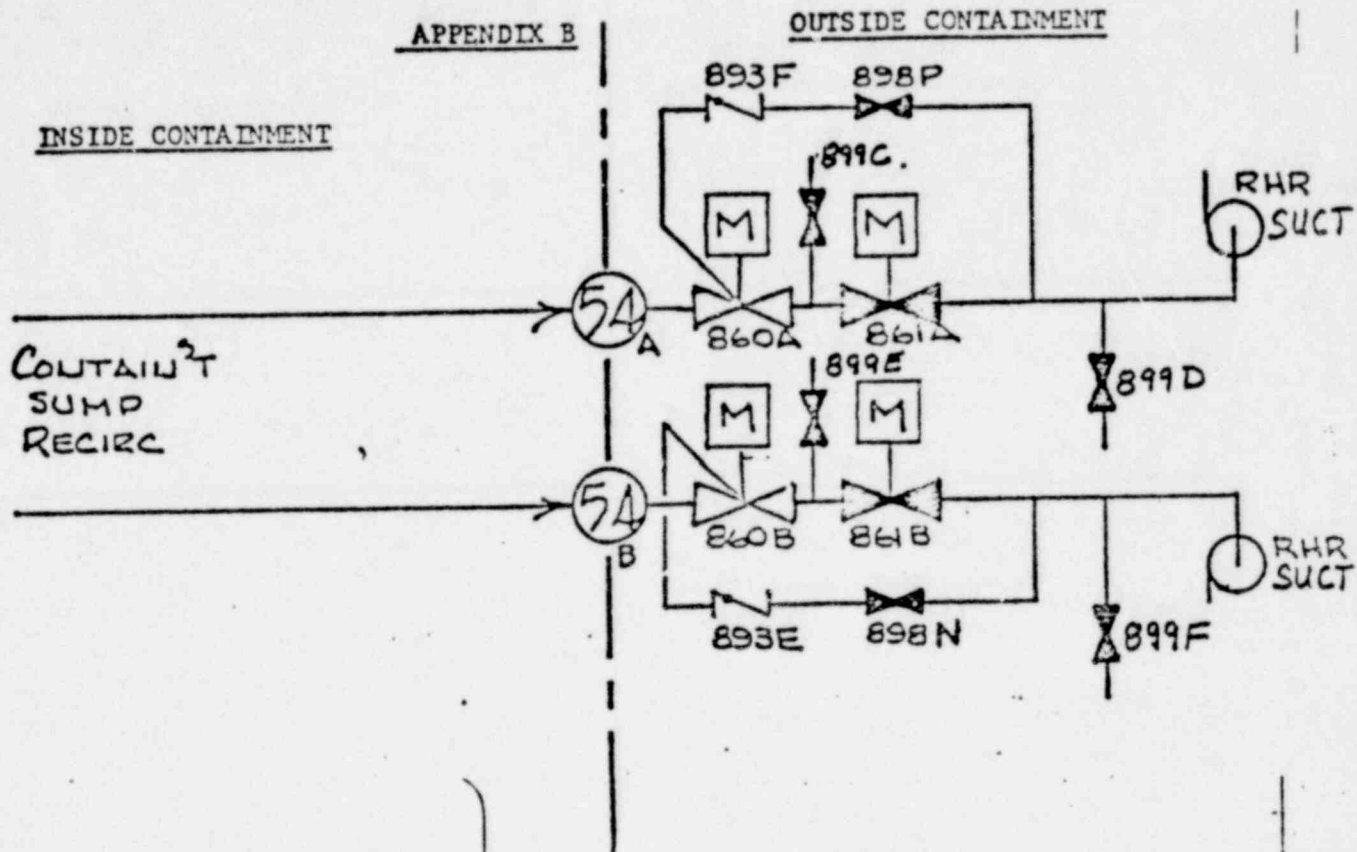 APPENDIX B
OUTSIDE CONTAINMENT
INSIDE CONTAINMENT
893F
898P
899C.
M
M
RHR
SUCT
54
A
860A
861A
CONTAIN'T
SUMP
RECIRC
899E
899D
M
M
54
B
860B
861B
RHR
SUCT
893E
898N
899F